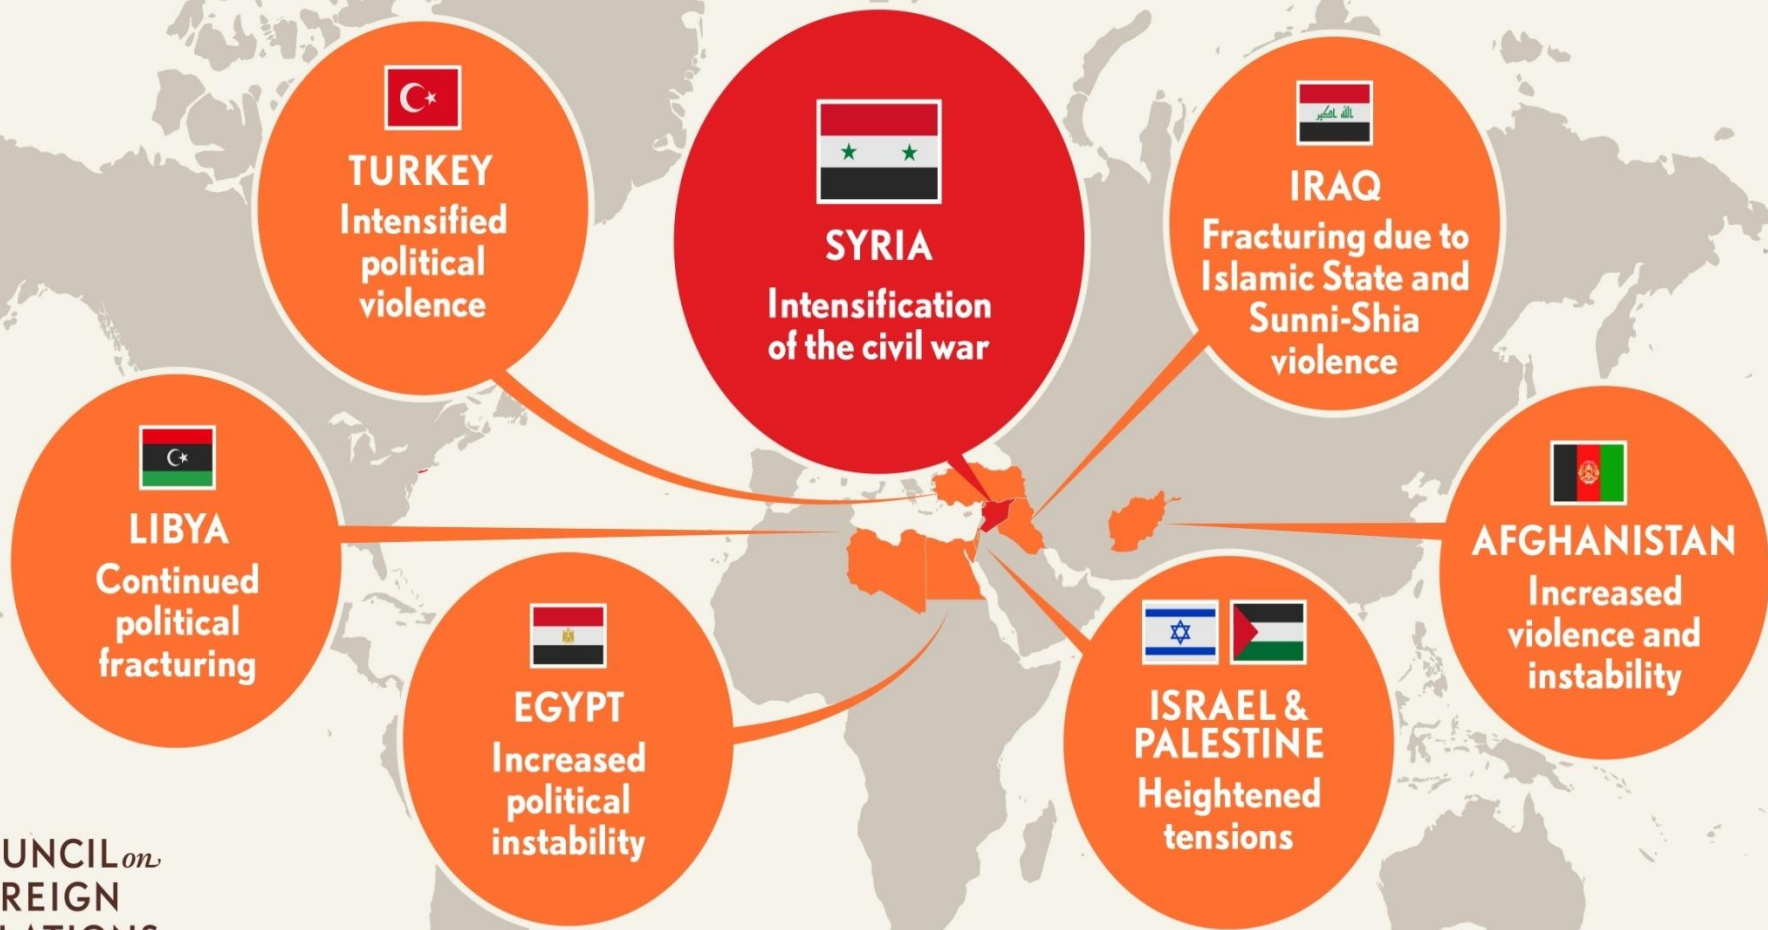 TURKEY
Intensified
political
violence
SYRIA
Intensification
of the civil war
IRAQ
Fracturing due to
Islamic State and
Sunni-Shia
violence
LIBYA
Continued
political
fracturing
EGYPT
Increased
political
instability
ISRAEL &
PALESTINE
Heightened
tensions
AFGHANISTAN
Increased
violence and
instability
UNCIL on
REIGN
LATIONS